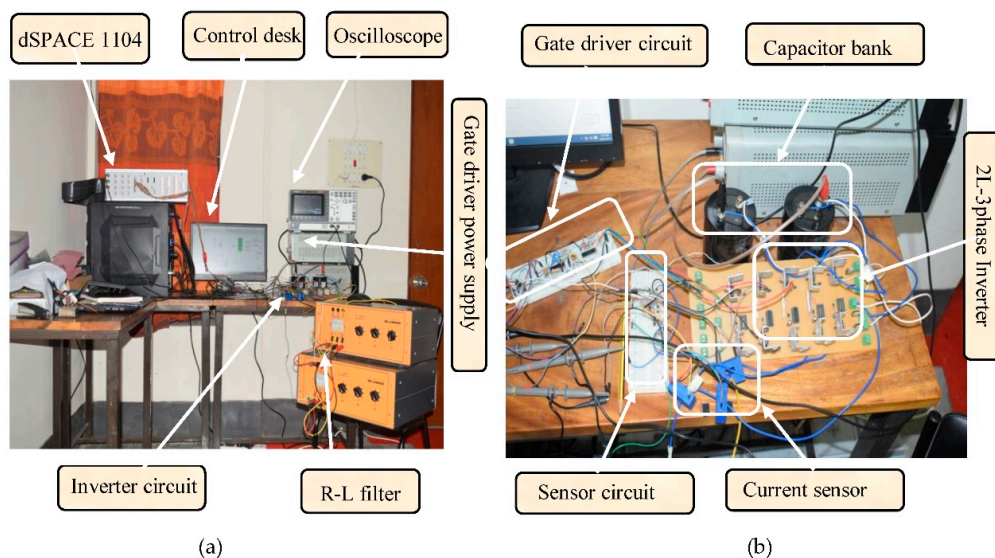 dSPACE 1104
Control desk
Oscilloscope
Gate driver circuit
Capacitor bank
Gate driver power supply
2L-3phase Inverter
Inverter circuit
R-L filter
Sensor circuit
Current sensor
(a)
(b)